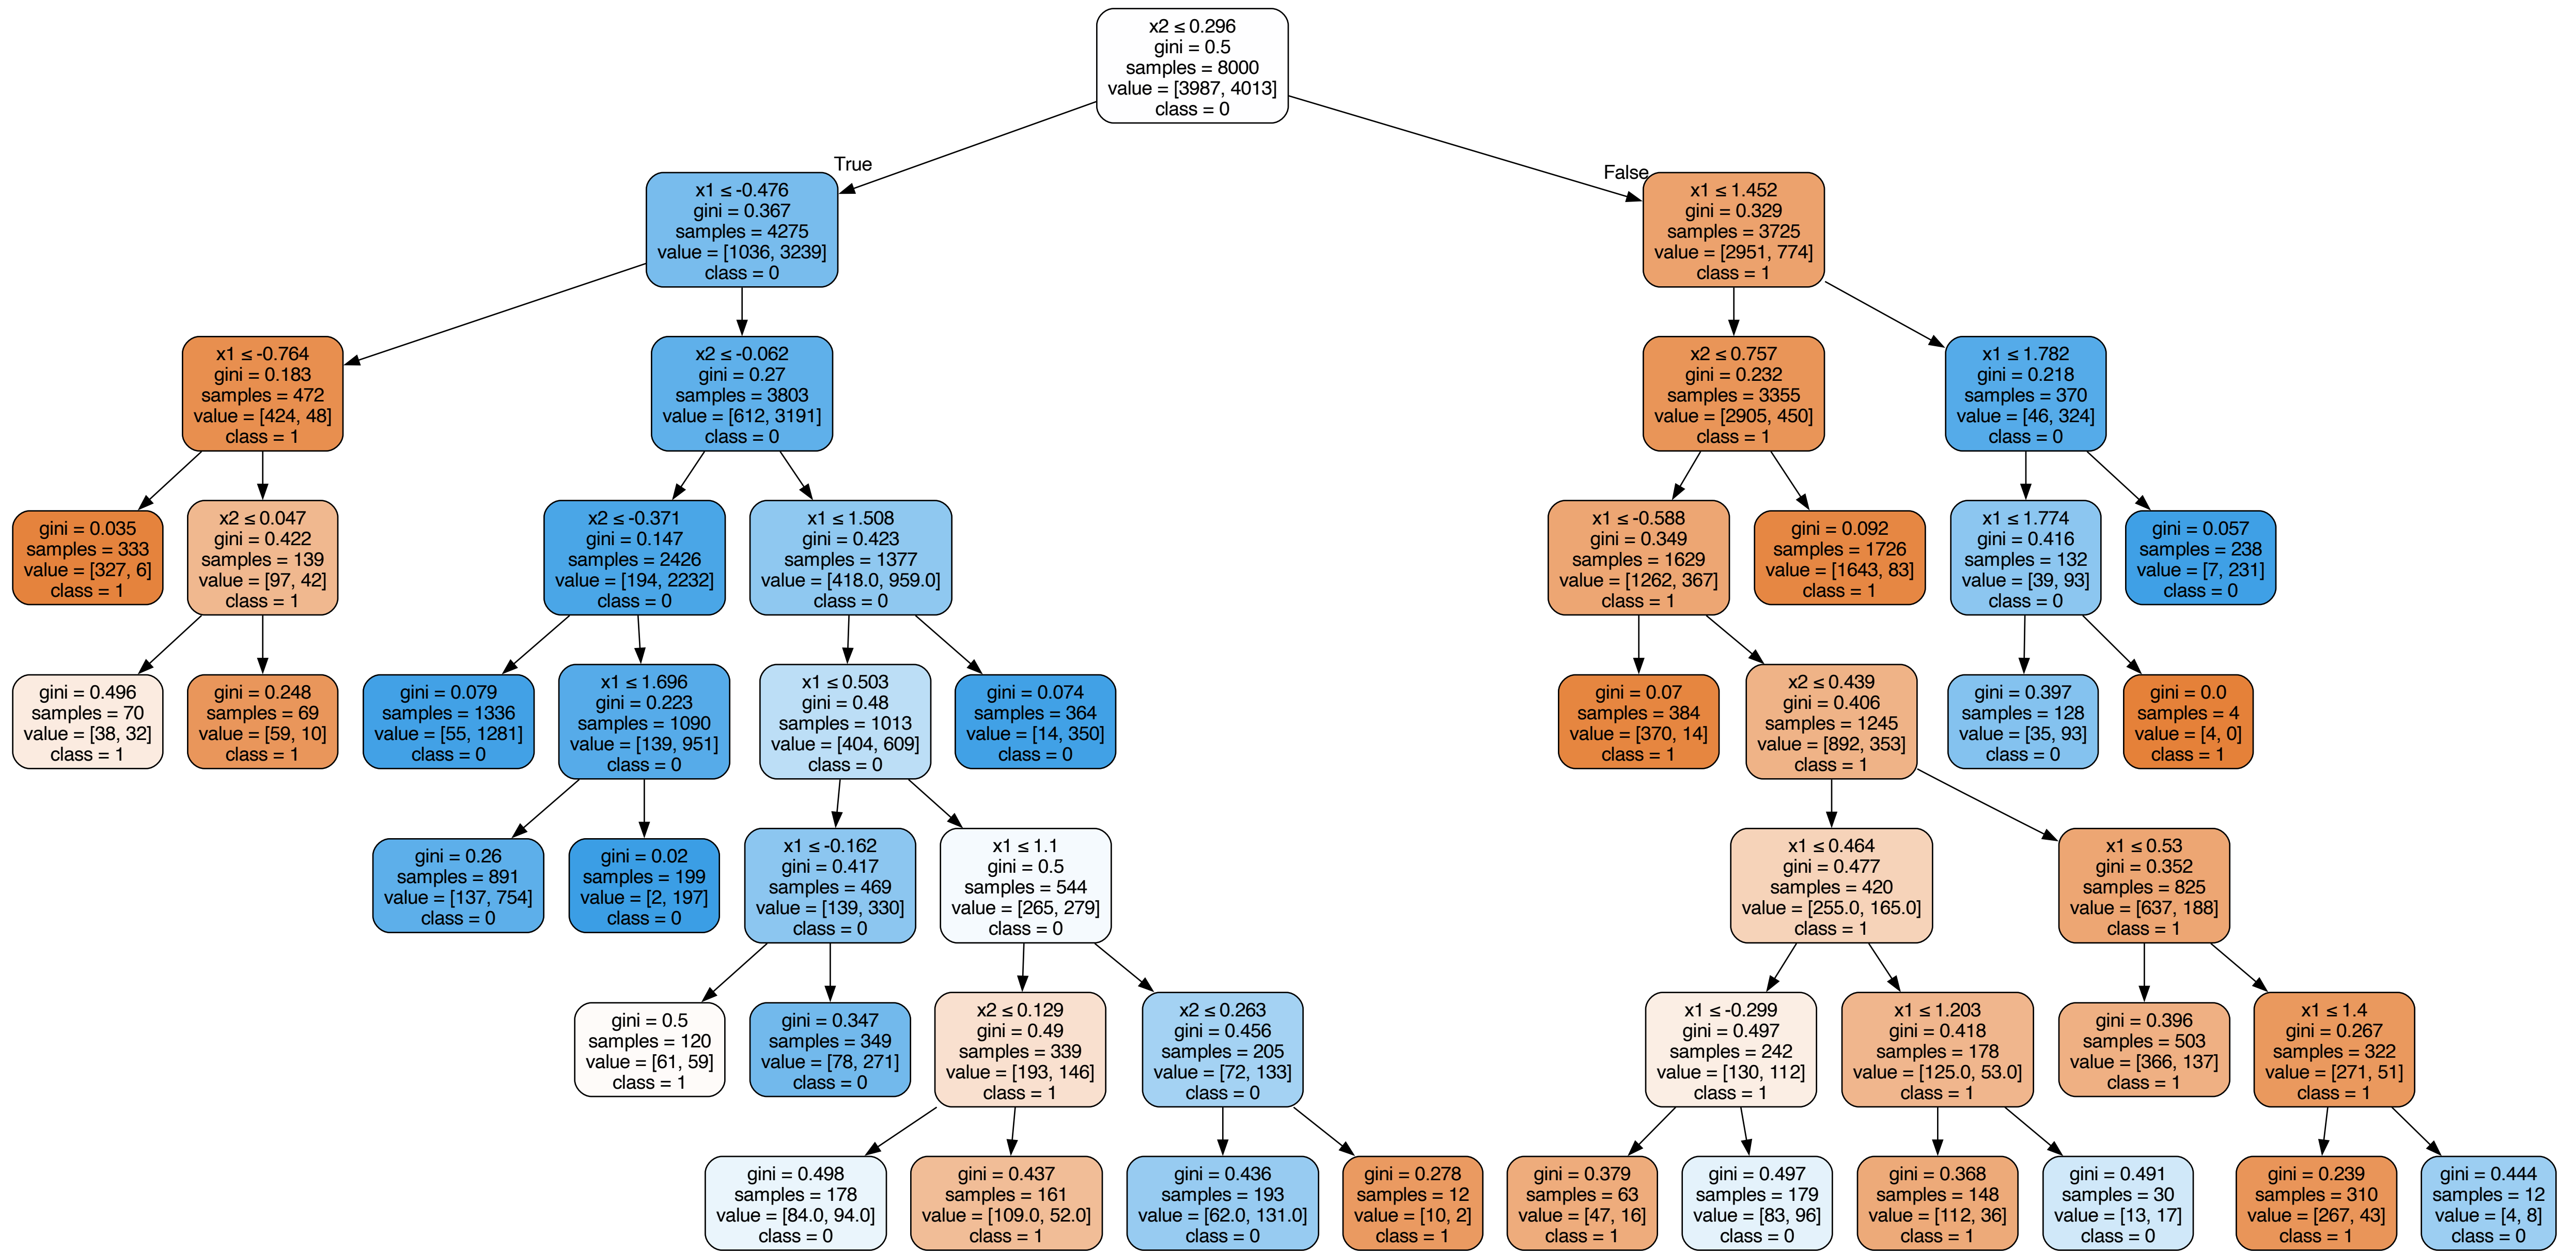 x2 ≤ 0.296
gini = 0.5
samples = 8000
value = [3987, 4013]
class = 0
True
False
x1 ≤ -0.476
gini = 0.367
samples = 4275
value = [1036, 3239]
class = 0
x1 ≤ 1.452
gini = 0.329
samples = 3725
value = [2951, 774]
class = 1
x1 ≤ -0.764
gini = 0.183
samples = 472
value = [424, 48]
class = 1
x2 ≤ -0.062
gini = 0.27
samples = 3803
value = [612, 3191]
class = 0
x2 ≤ 0.757
gini = 0.232
samples = 3355
value = [2905, 450]
class = 1
x1 ≤ 1.782
gini = 0.218
samples = 370
value = [46, 324]
class = 0
gini = 0.035
samples = 333
value = [327, 6]
class = 1
x2 ≤ 0.047
gini = 0.422
samples = 139
value = [97, 42]
class = 1
x2 ≤ -0.371
gini = 0.147
samples = 2426
value = [194, 2232]
class = 0
x1 ≤ 1.508
gini = 0.423
samples = 1377
value = [418.0, 959.0]
class = 0
x1 ≤ -0.588
gini = 0.349
samples = 1629
value = [1262, 367]
class = 1
gini = 0.092
samples = 1726
value = [1643, 83]
class = 1
x1 ≤ 1.774
gini = 0.416
samples = 132
value = [39, 93]
class = 0
gini = 0.057
samples = 238
value = [7, 231]
class = 0
gini = 0.496
samples = 70
value = [38, 32]
class = 1
gini = 0.248
samples = 69
value = [59, 10]
class = 1
gini = 0.079
samples = 1336
value = [55, 1281]
class = 0
x1 ≤ 1.696
gini = 0.223
samples = 1090
value = [139, 951]
class = 0
x1 ≤ 0.503
gini = 0.48
samples = 1013
value = [404, 609]
class = 0
gini = 0.074
samples = 364
value = [14, 350]
class = 0
gini = 0.07
samples = 384
value = [370, 14]
class = 1
x2 ≤ 0.439
gini = 0.406
samples = 1245
value = [892, 353]
class = 1
gini = 0.397
samples = 128
value = [35, 93]
class = 0
gini = 0.0
samples = 4
value = [4, 0]
class = 1
gini = 0.26
samples = 891
value = [137, 754]
class = 0
gini = 0.02
samples = 199
value = [2, 197]
class = 0
x1 ≤ -0.162
gini = 0.417
samples = 469
value = [139, 330]
class = 0
x1 ≤ 1.1
gini = 0.5
samples = 544
value = [265, 279]
class = 0
x1 ≤ 0.464
gini = 0.477
samples = 420
value = [255.0, 165.0]
class = 1
x1 ≤ 0.53
gini = 0.352
samples = 825
value = [637, 188]
class = 1
gini = 0.5
samples = 120
value = [61, 59]
class = 1
gini = 0.347
samples = 349
value = [78, 271]
class = 0
x2 ≤ 0.129
gini = 0.49
samples = 339
value = [193, 146]
class = 1
x2 ≤ 0.263
gini = 0.456
samples = 205
value = [72, 133]
class = 0
x1 ≤ -0.299
gini = 0.497
samples = 242
value = [130, 112]
class = 1
x1 ≤ 1.203
gini = 0.418
samples = 178
value = [125.0, 53.0]
class = 1
gini = 0.396
samples = 503
value = [366, 137]
class = 1
x1 ≤ 1.4
gini = 0.267
samples = 322
value = [271, 51]
class = 1
gini = 0.498
samples = 178
value = [84.0, 94.0]
class = 0
gini = 0.437
samples = 161
value = [109.0, 52.0]
class = 1
gini = 0.436
samples = 193
value = [62.0, 131.0]
class = 0
gini = 0.278
samples = 12
value = [10, 2]
class = 1
gini = 0.379
samples = 63
value = [47, 16]
class = 1
gini = 0.497
samples = 179
value = [83, 96]
class = 0
gini = 0.368
samples = 148
value = [112, 36]
class = 1
gini = 0.491
samples = 30
value = [13, 17]
class = 0
gini = 0.239
samples = 310
value = [267, 43]
class = 1
gini = 0.444
samples = 12
value = [4, 8]
class = 0